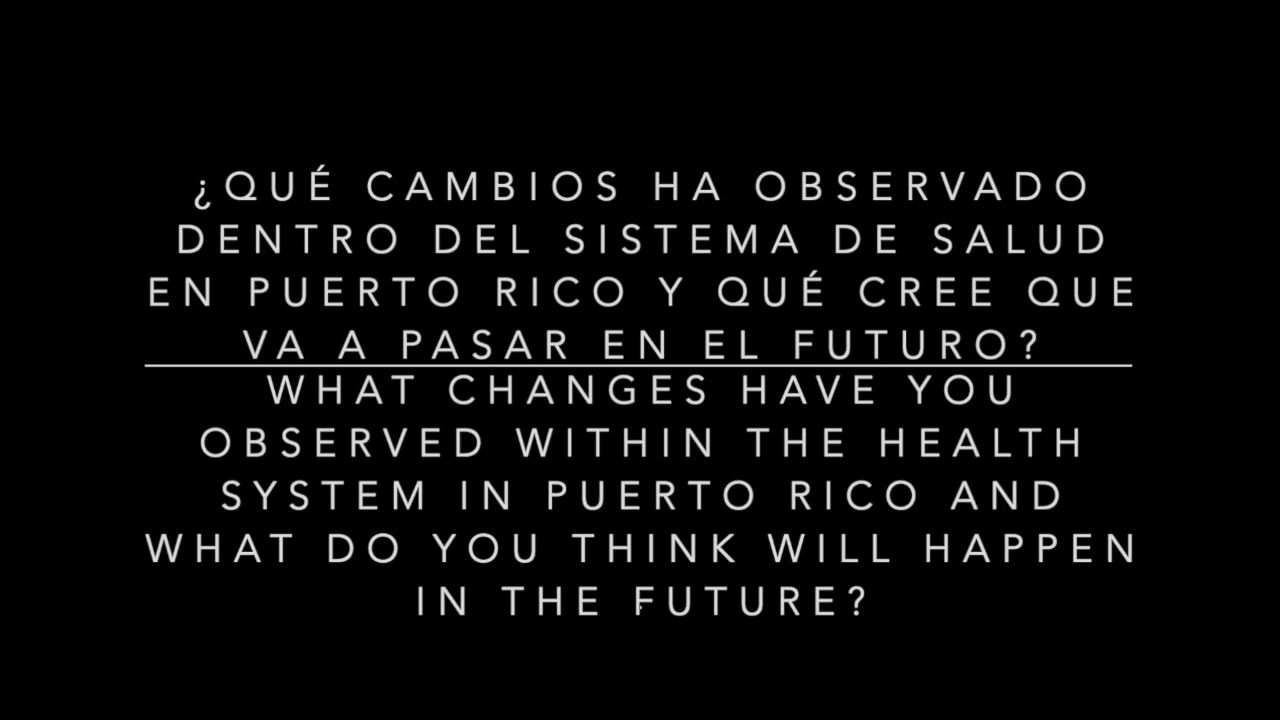 ¿QUÉ CAMBIOS HA OBSERVADO
DENTRO DEL SISTEMA DE SALUD
EN PUERTO RICO Y QUÉ CREE QUE
VA A PASAR EN EL FUTURO?
WHAT CHANGES HAVE YOU
OBSERVED WITHIN THE HEALTH
SYSTEM IN PUERTO RICO AND
WHAT DO YOU THINK WILL HAPPEN
IN THE FUTURE?